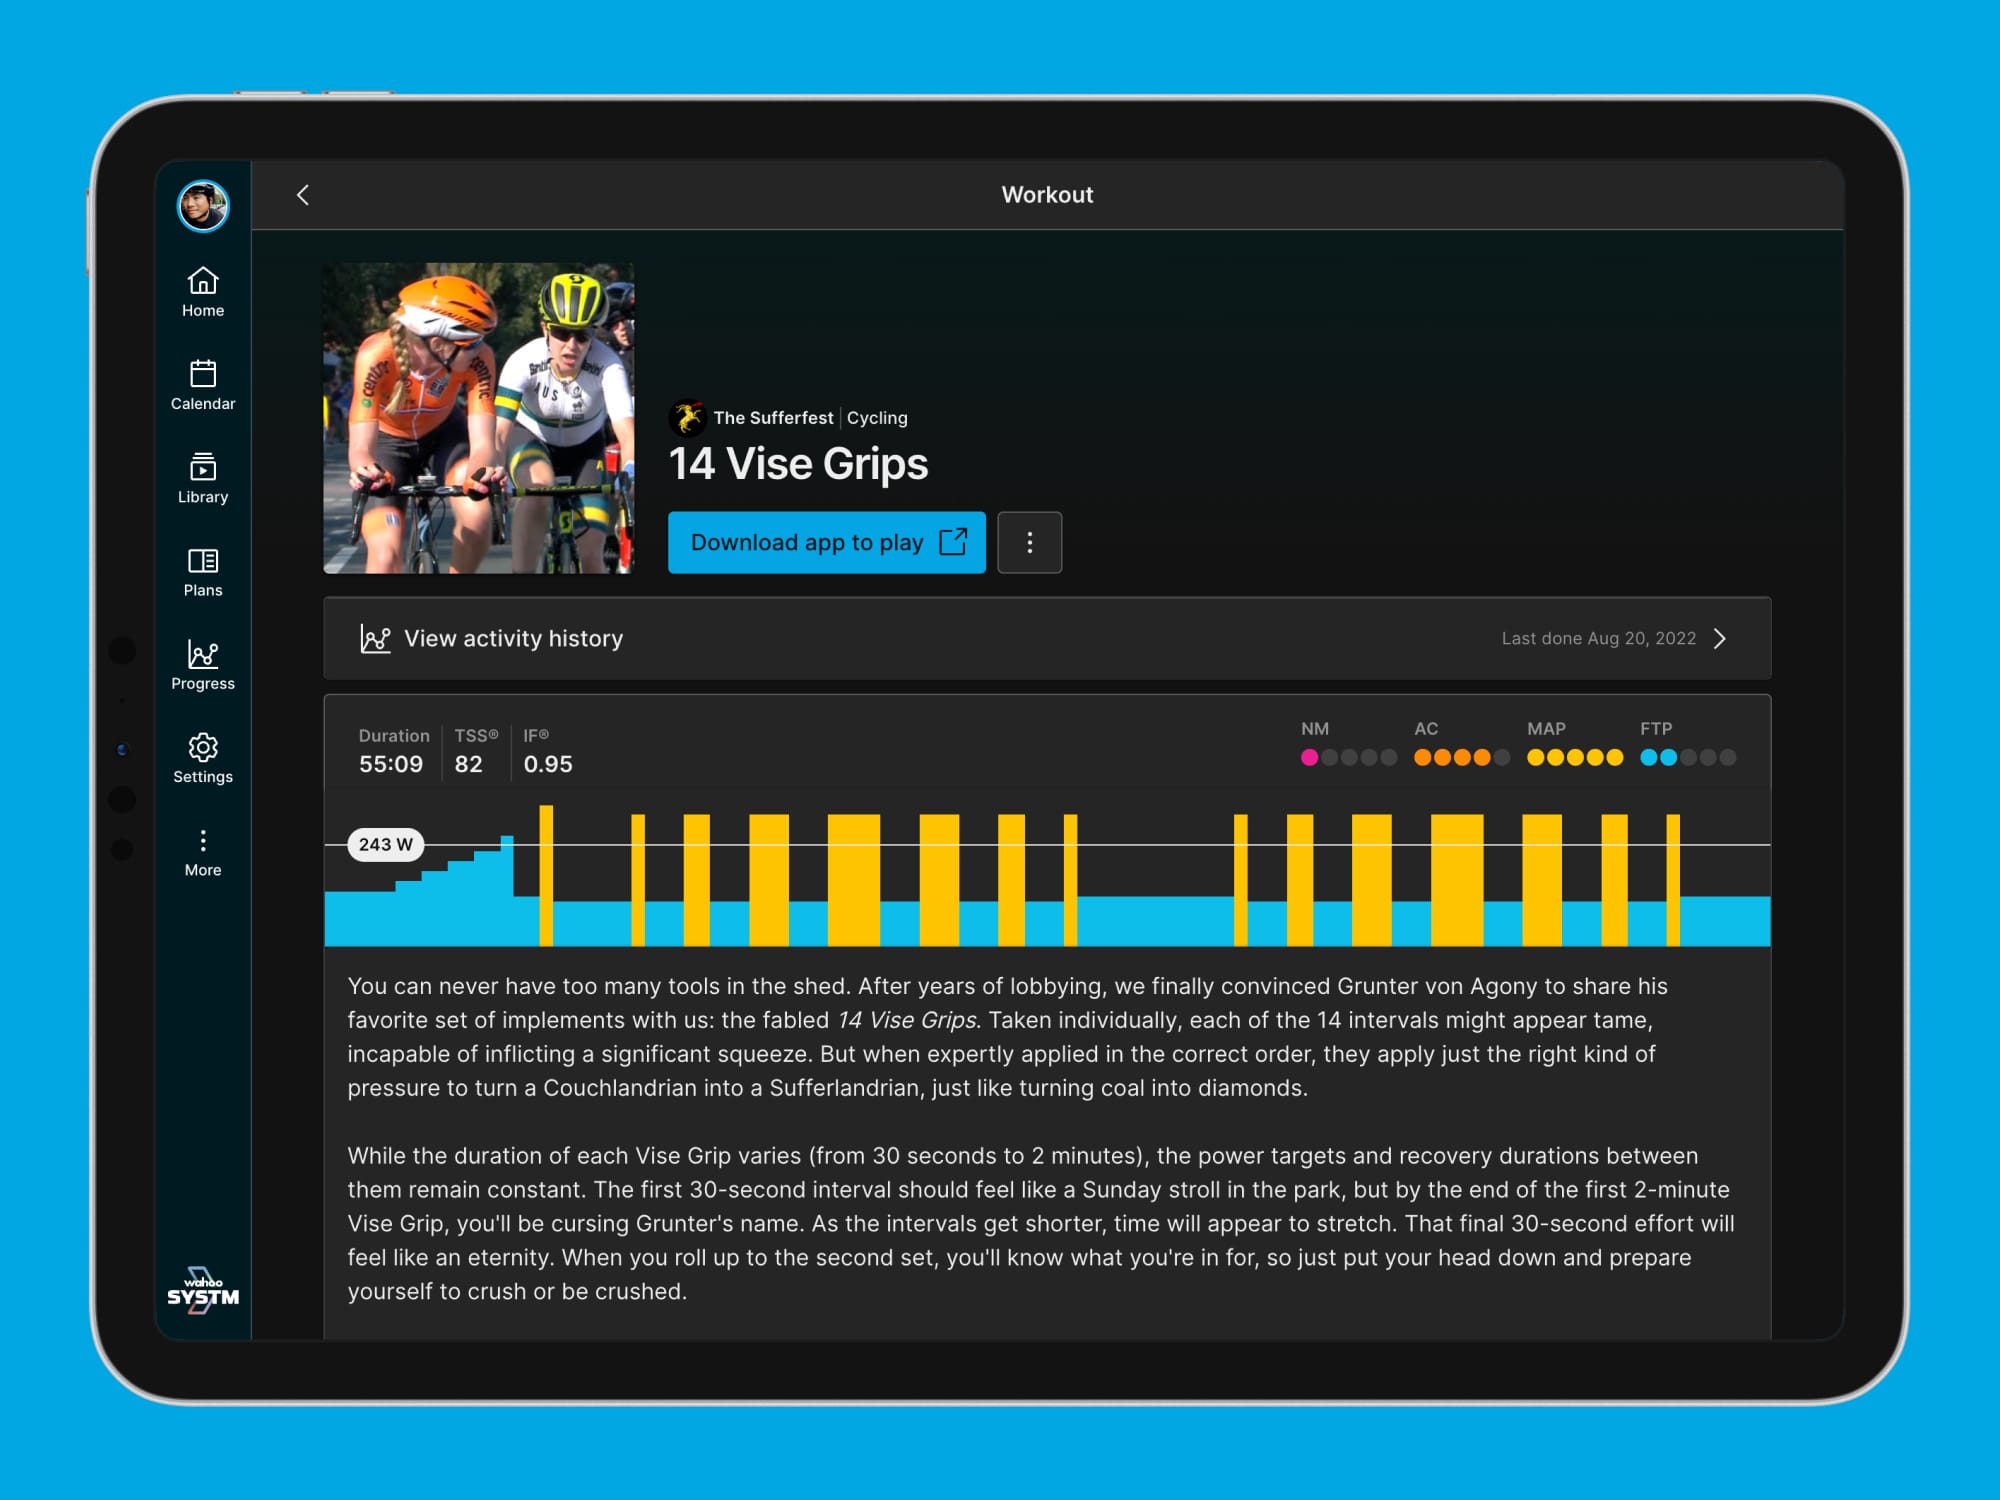 Workout
Home
Calendar
Library
Plans
Progress
Settings
More
wahoo
SYSTM
centric
AUS
The Sufferfest | Cycling
14 Vise Grips
Download app to play
View activity history
Last done Aug 20, 2022
Duration
55:09
TSS®
82
IF®
0.95
NM
AC
MAP
FTP
243 W
You can never have too many tools in the shed. After years of lobbying, we finally convinced Grunter von Agony to share his
favorite set of implements with us: the fabled 14 Vise Grips. Taken individually, each of the 14 intervals might appear tame,
incapable of inflicting a significant squeeze. But when expertly applied in the correct order, they apply just the right kind of
pressure to turn a Couchlandrian into a Sufferlandrian, just like turning coal into diamonds.
While the duration of each Vise Grip varies (from 30 seconds to 2 minutes), the power targets and recovery durations between
them remain constant. The first 30-second interval should feel like a Sunday stroll in the park, but by the end of the first 2-minute
Vise Grip, you'll be cursing Grunter's name. As the intervals get shorter, time will appear to stretch. That final 30-second effort will
feel like an eternity. When you roll up to the second set, you'll know what you're in for, so just put your head down and prepare
yourself to crush or be crushed.